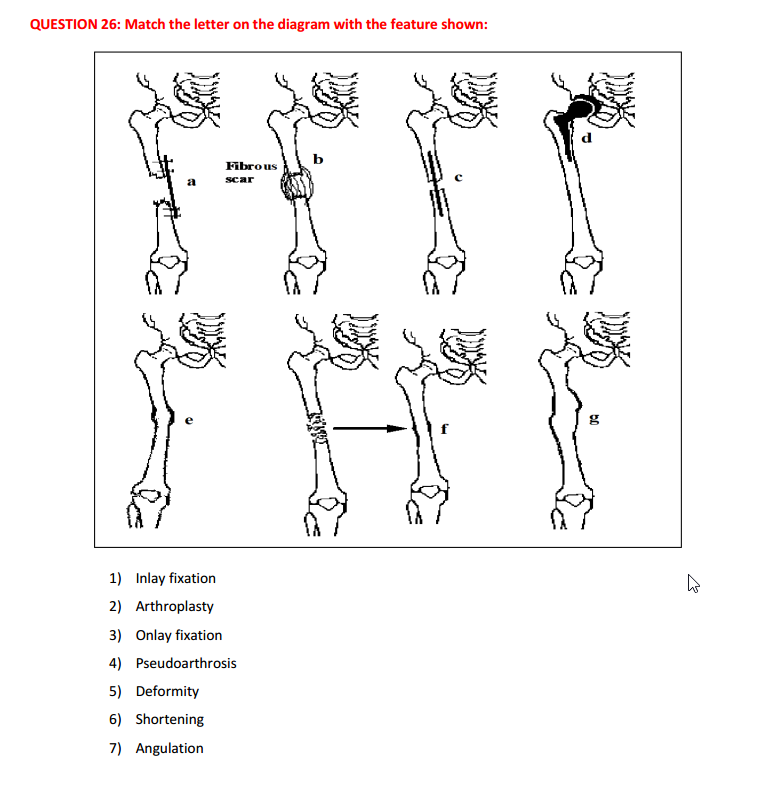 QUESTION 26: Match the letter on the diagram with the feature shown:
a
Fibrous
scar
b
c
d
e
f
g
1) Inlay fixation
2) Arthroplasty
3) Onlay fixation
4) Pseudoarthrosis
5) Deformity
6) Shortening
7) Angulation